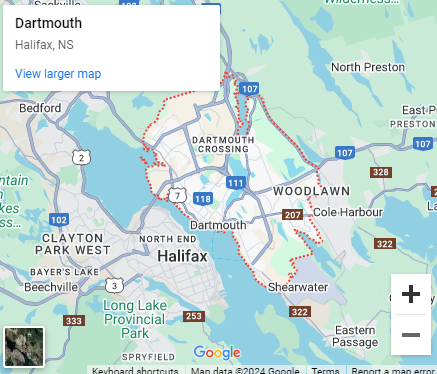 Sackville
Wilderness...
102
Dartmouth
Halifax, NS
View larger map
North Preston
107
Bedford
East P
PRESTON
DARTMOUTH
CROSSING
107
107
2
328
111
7
118
WOODLAWN
207
Cole Harbour
102
NORTH END
Dartmouth
CLAYTON
PARK WEST
322
Halifax
BAYER'S LAKE
3
Beechville
Shearwater
Long Lake
Provincial
Park
322
253
333
Eastern
Passage
SPRYFIELD
Google
Keyboard shortcuts
Map data ©2024 Google
Terms
Report a map error